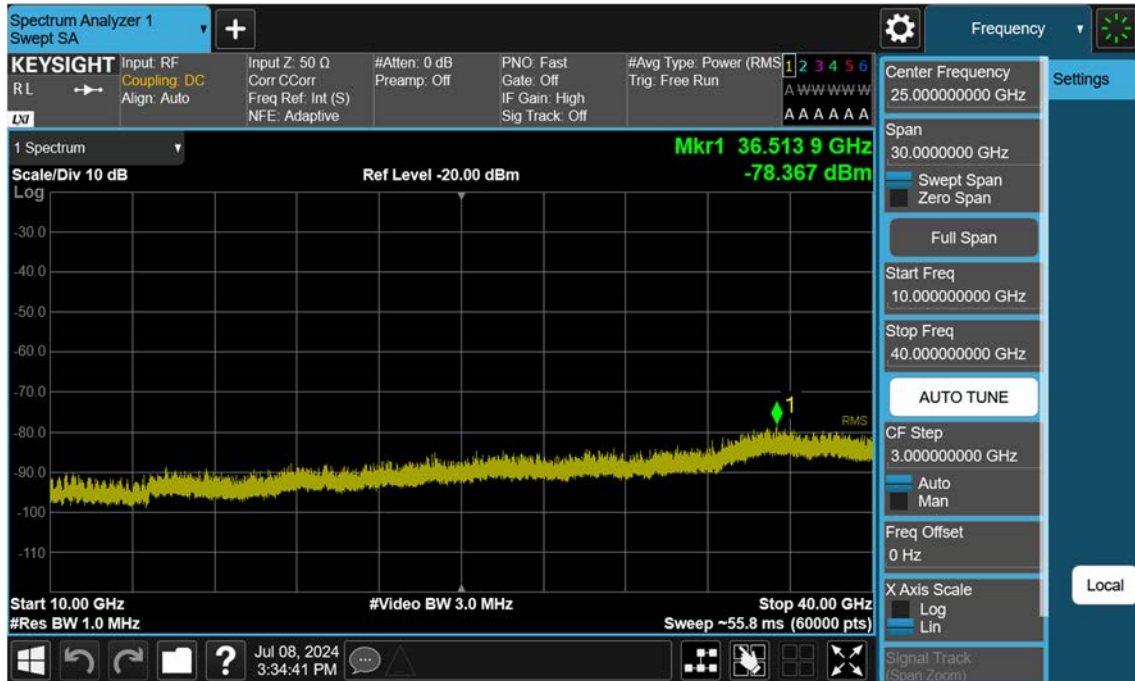 Spectrum Analyzer 1
Swept SA
Frequency
KEYSIGHT
R L
LXI
Input: RF
Coupling: DC
Align: Auto
Input Z: 50 Ω
Corr CCorr
Freq Ref: Int (S)
NFE: Adaptive
#Atten: 0 dB
Preamp: Off
PNO: Fast
Gate: Off
IF Gain: High
Sig Track: Off
#Avg Type: Power (RMS
Trig: Free Run
1 2 3 4 5 6
A W W W W W
A A A A A A
1 Spectrum
Mkr1 36.513 9 GHz
-78.367 dBm
Scale/Div 10 dB
Ref Level -20.00 dBm
Log
-30.0
-40.0
-50.0
-60.0
-70.0
-80.0
-90.0
-100
-110
1
RMS
Start 10.00 GHz
#Res BW 1.0 MHz
#Video BW 3.0 MHz
Stop 40.00 GHz
Sweep ~55.8 ms (60000 pts)
Center Frequency
25.000000000 GHz
Span
30.0000000 GHz
Swept Span
Zero Span
Full Span
Start Freq
10.000000000 GHz
Stop Freq
40.000000000 GHz
AUTO TUNE
CF Step
3.000000000 GHz
Auto
Man
Freq Offset
0 Hz
X Axis Scale
Log
Lin
Signal Track
(Span Zoom)
Settings
Local
?
Jul 08, 2024
3:34:41 PM